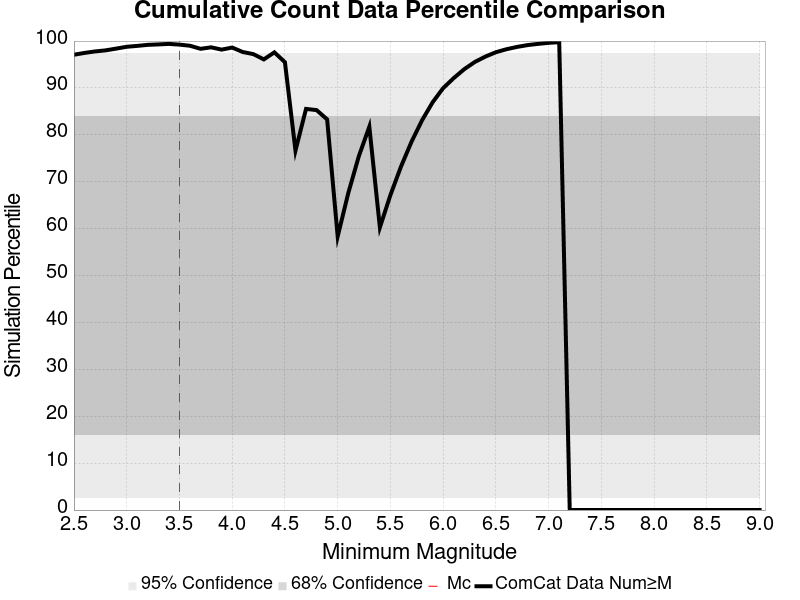 Cumulative Count Data Percentile Comparison
Simulation Percentile
100
90
80
70
60
50
40
30
20
10
0
2.5 3.0 3.5 4.0 4.5 5.0 5.5 6.0 6.5 7.0 7.5 8.0 8.5 9.0
Minimum Magnitude
95% Confidence 68% Confidence Mc ComCat Data Num≥M